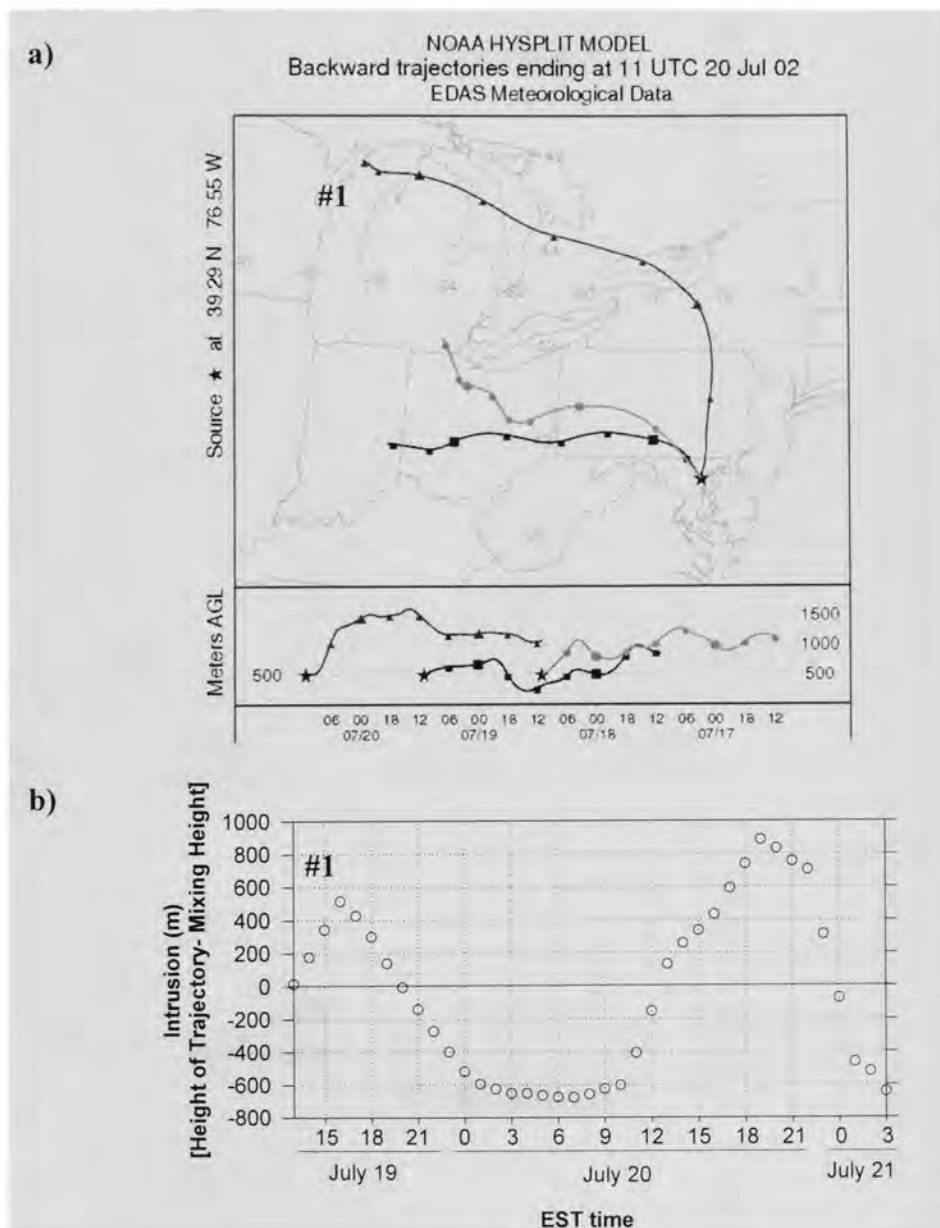 a)
NOAA HYSPLIT MODEL
Backward trajectories ending at 11 UTC 20 Jul 02
EDAS Meteorological Data
Source ★ at 39.29 N 76.55 W
#1
Meters AGL
500
1500
1000
500
06 00 18 12 06 00 18 12 06 00 18 12 06 00 18 12
07/20 07/19 07/18 07/17
b)
Intrusion (m)
[Height of Trajectory- Mixing Height]
1000
800
600
400
200
0
-200
-400
-600
-800
#1
15 18 21 0 3 6 9 12 15 18 21 0 3
July 19 July 20 July 21
EST time